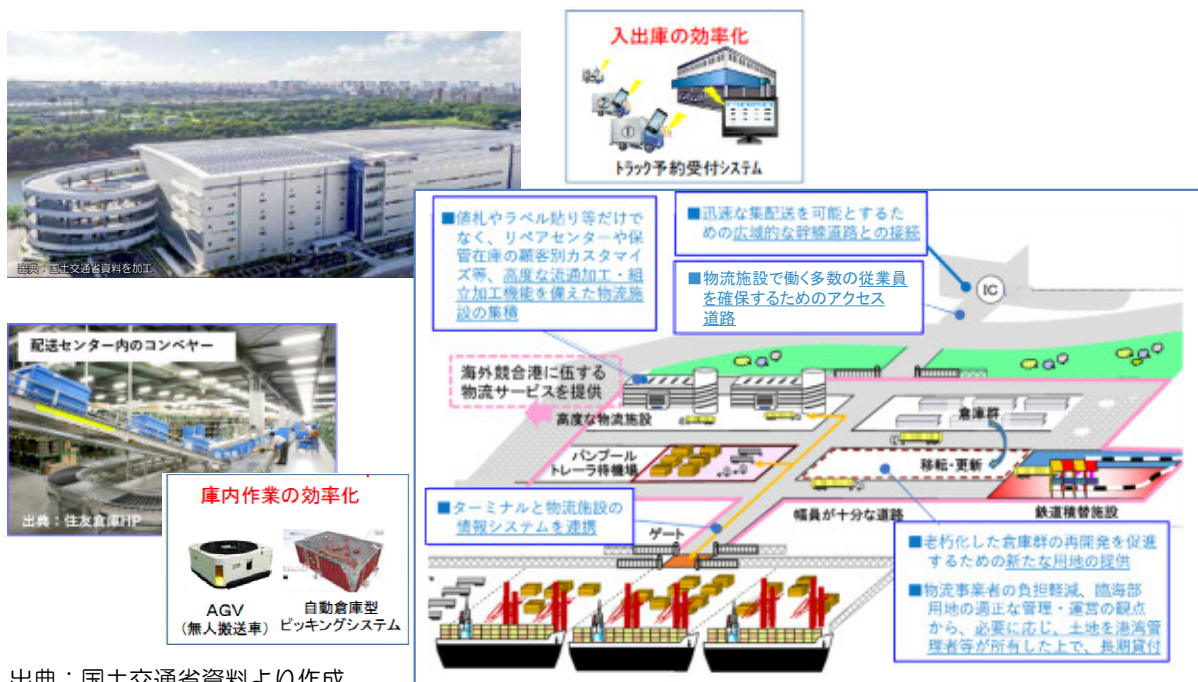 入出庫の効率化
②
①
トラック予約受付システム
出典：国土交通省資料を加工
■値札やラベル貼り等だけで
なく、リペアセンターや保
管在庫の顧客別カスタマイ
ズ等、高度な流通加工・組
立加工機能を備えた物流施
設の集積
■迅速な集配送を可能とするた
めの広域的な幹線道路との接続
■物流施設で働く多数の従業員
を確保するためのアクセス
道路
IC
配送センター内のコンベヤー
出典：住友倉庫HP
海外競合港に伍する
物流サービスを提供
高度な物流施設
倉庫群
バンプール
トレーラ待機場
移転・更新
庫内作業の効率化
AGV
(無人搬送車)
自動倉庫型
ピッキングシステム
■ターミナルと物流施設の
情報システムを連携
ゲート
幅員が十分な道路
鉄道積替施設
■老朽化した倉庫群の再開発を促進
するための新たな用地の提供
■物流事業者の負担軽減、臨海部
用地の適正な管理・運営の観点
から、必要に応じ、土地を港湾管
理者等が所有した上で、長期貸付
出典：国土交通省資料より作成